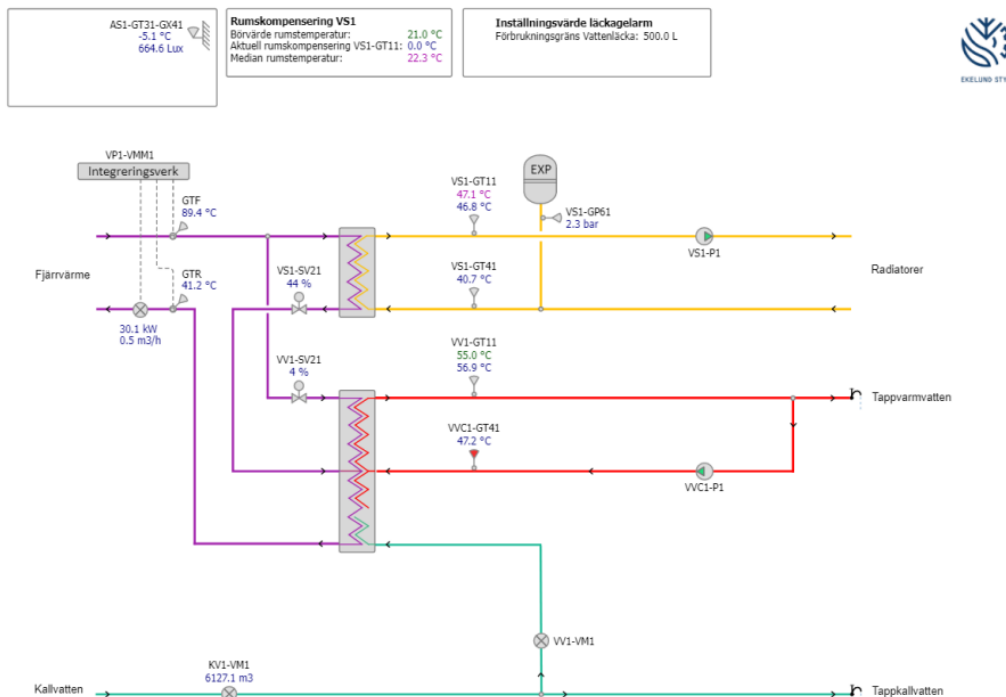 AS1-GT31-GX41
-5.1 °C
664.6 Lux
Rumskompensering VS1
Börvärde rumstemperatur: 21.0 °C
Aktuell rumskompensering VS1-GT11: 0.0 °C
Median rumstemperatur: 22.3 °C
Inställningsvärde läckagelarm
Förbrukningsgräns Vattenläcka: 500.0 L
EKELUND STY
VP1-VMM1
Integreringsverk
GTF
89.4 °C
VS1-GT11
47.1 °C
46.8 °C
EXP
VS1-GP61
2.3 bar
VS1-P1
Fjärrvärme
GTR
41.2 °C
VS1-SV21
44 %
VS1-GT41
40.7 °C
Radiatorer
30.1 kW
0.5 m3/h
VV1-SV21
4 %
VV1-GT11
55.0 °C
56.9 °C
Tappvarmvatten
VVC1-GT41
47.2 °C
VVC1-P1
VV1-VM1
KV1-VM1
6127.1 m3
Kallvatten
Tappkallvatten